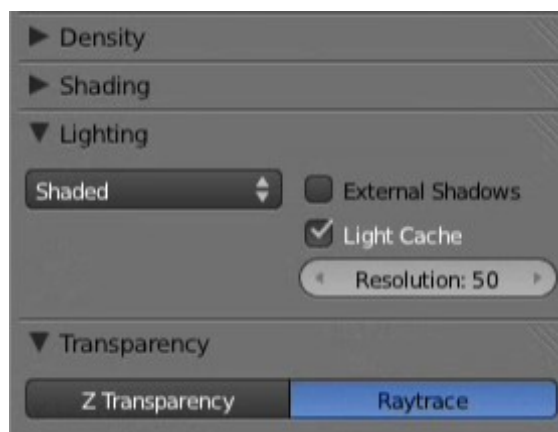 Density
Shading
Lighting
Shaded
External Shadows
Light Cache
Resolution: 50
Transparency
Z Transparency
Raytrace